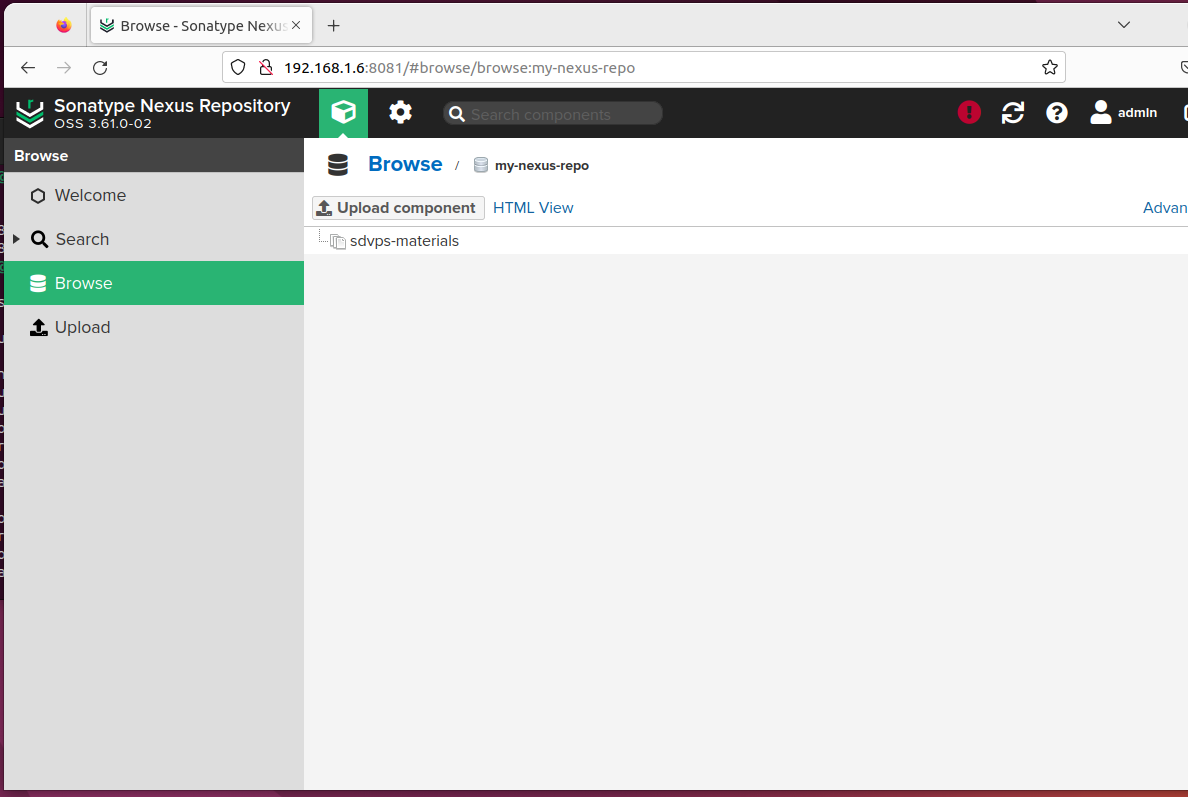 Browse - Sonatype Nexus
192.168.1.6:8081/#browse/browse:my-nexus-repo
Sonatype Nexus Repository
OSS 3.61.0-02
Search components
admin
Browse
Welcome
Search
Browse
Upload
Browse / my-nexus-repo
Upload component HTML View Advan
sdvps-materials